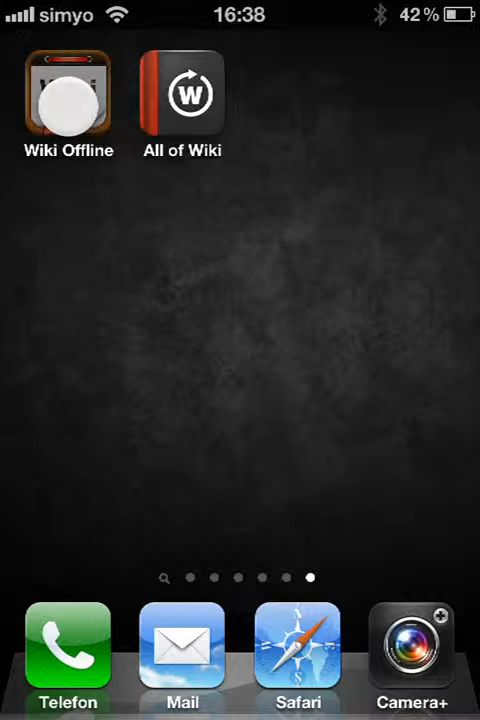 simyo 16:38 42%
Wiki Offline All of Wiki
Telefon Mail Safari Camera+